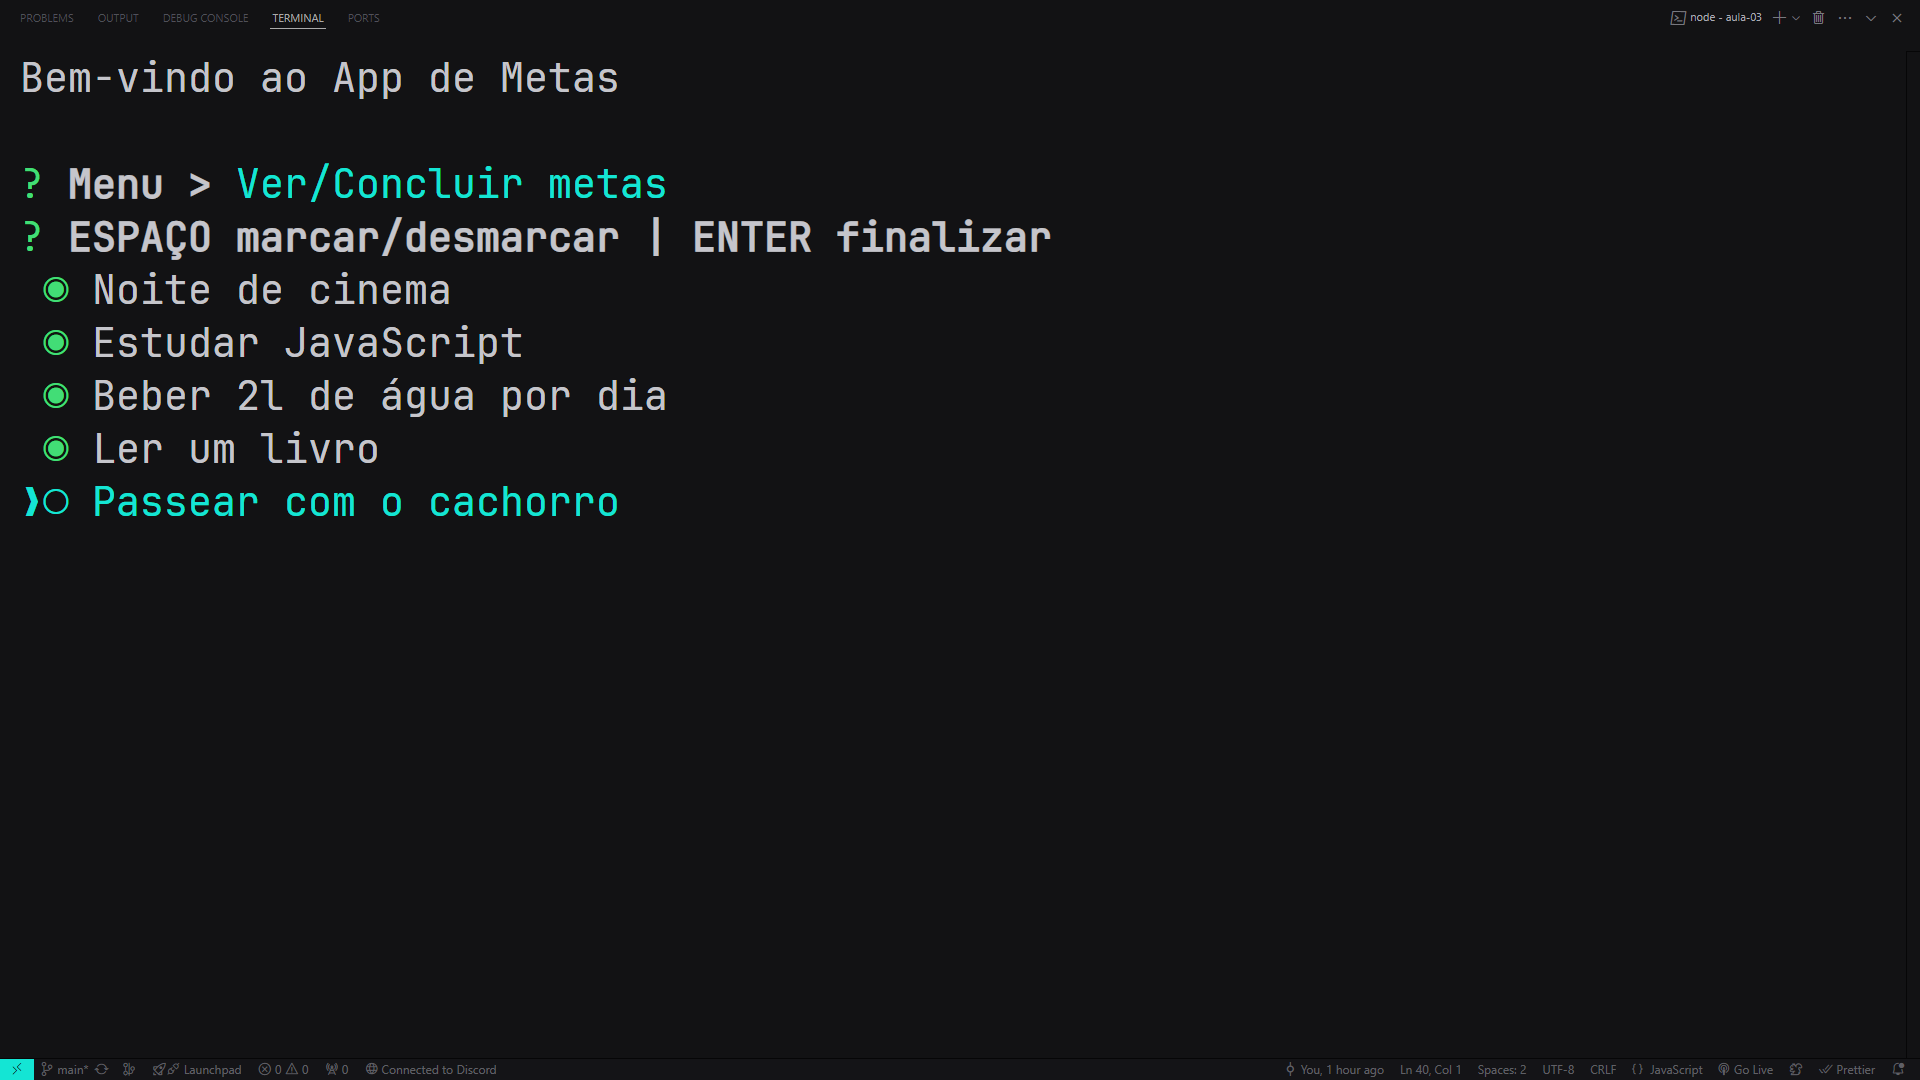 PROBLEMS OUTPUT DEBUG CONSOLE TERMINAL PORTS node - aula-03
Bem-vindo ao App de Metas
? Menu > Ver/Concluir metas
? ESPAÇO marcar/desmarcar | ENTER finalizar
◉ Noite de cinema
◉ Estudar JavaScript
◉ Beber 2l de água por dia
◉ Ler um livro
❯◯ Passear com o cachorro
main* Launchpad 0 0 0 Connected to Discord You, 1 hour ago Ln 40, Col 1 Spaces: 2 UTF-8 CRLF {} JavaScript Go Live Prettier